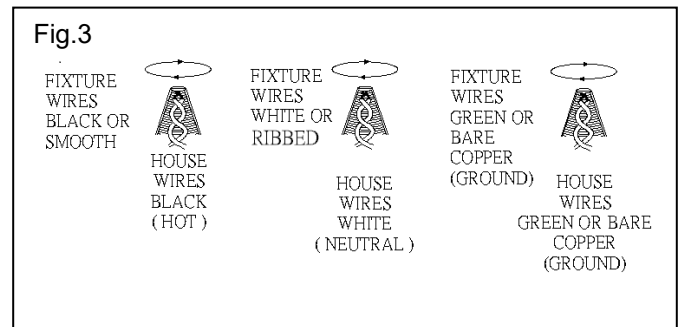 Fig.3
FIXTURE
WIRES
BLACK OR
SMOOTH
HOUSE
WIRES
BLACK
( HOT )
FIXTURE
WIRES
WHITE OR
RIBBED
HOUSE
WIRES
WHITE
( NEUTRAL )
FIXTURE
WIRES
GREEN OR
BARE
COPPER
(GROUND)
HOUSE
WIRES
GREEN OR BARE
COPPER
(GROUND)